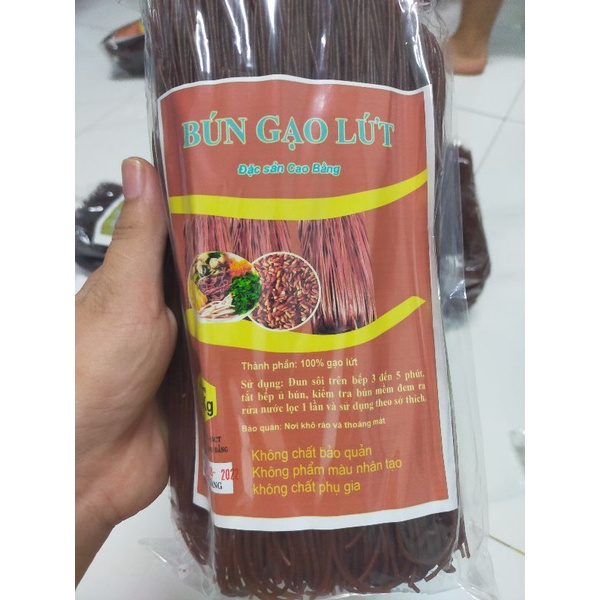 BÚN GẠO LỨT
Đặc sản Cao Bằng
Thành phần: 100% gạo lứt
Sử dụng: Đun sôi trên bếp 3 đến 5 phút,
tắt bếp ủ bún, kiểm tra bún mềm đem ra
rửa nước lọc 1 lần và sử dụng theo sở thích.
Bảo quản: Nơi khô ráo và thoáng mát
Không chất bảo quản
Không phẩm màu nhân tạo
không chất phụ gia
g
2022